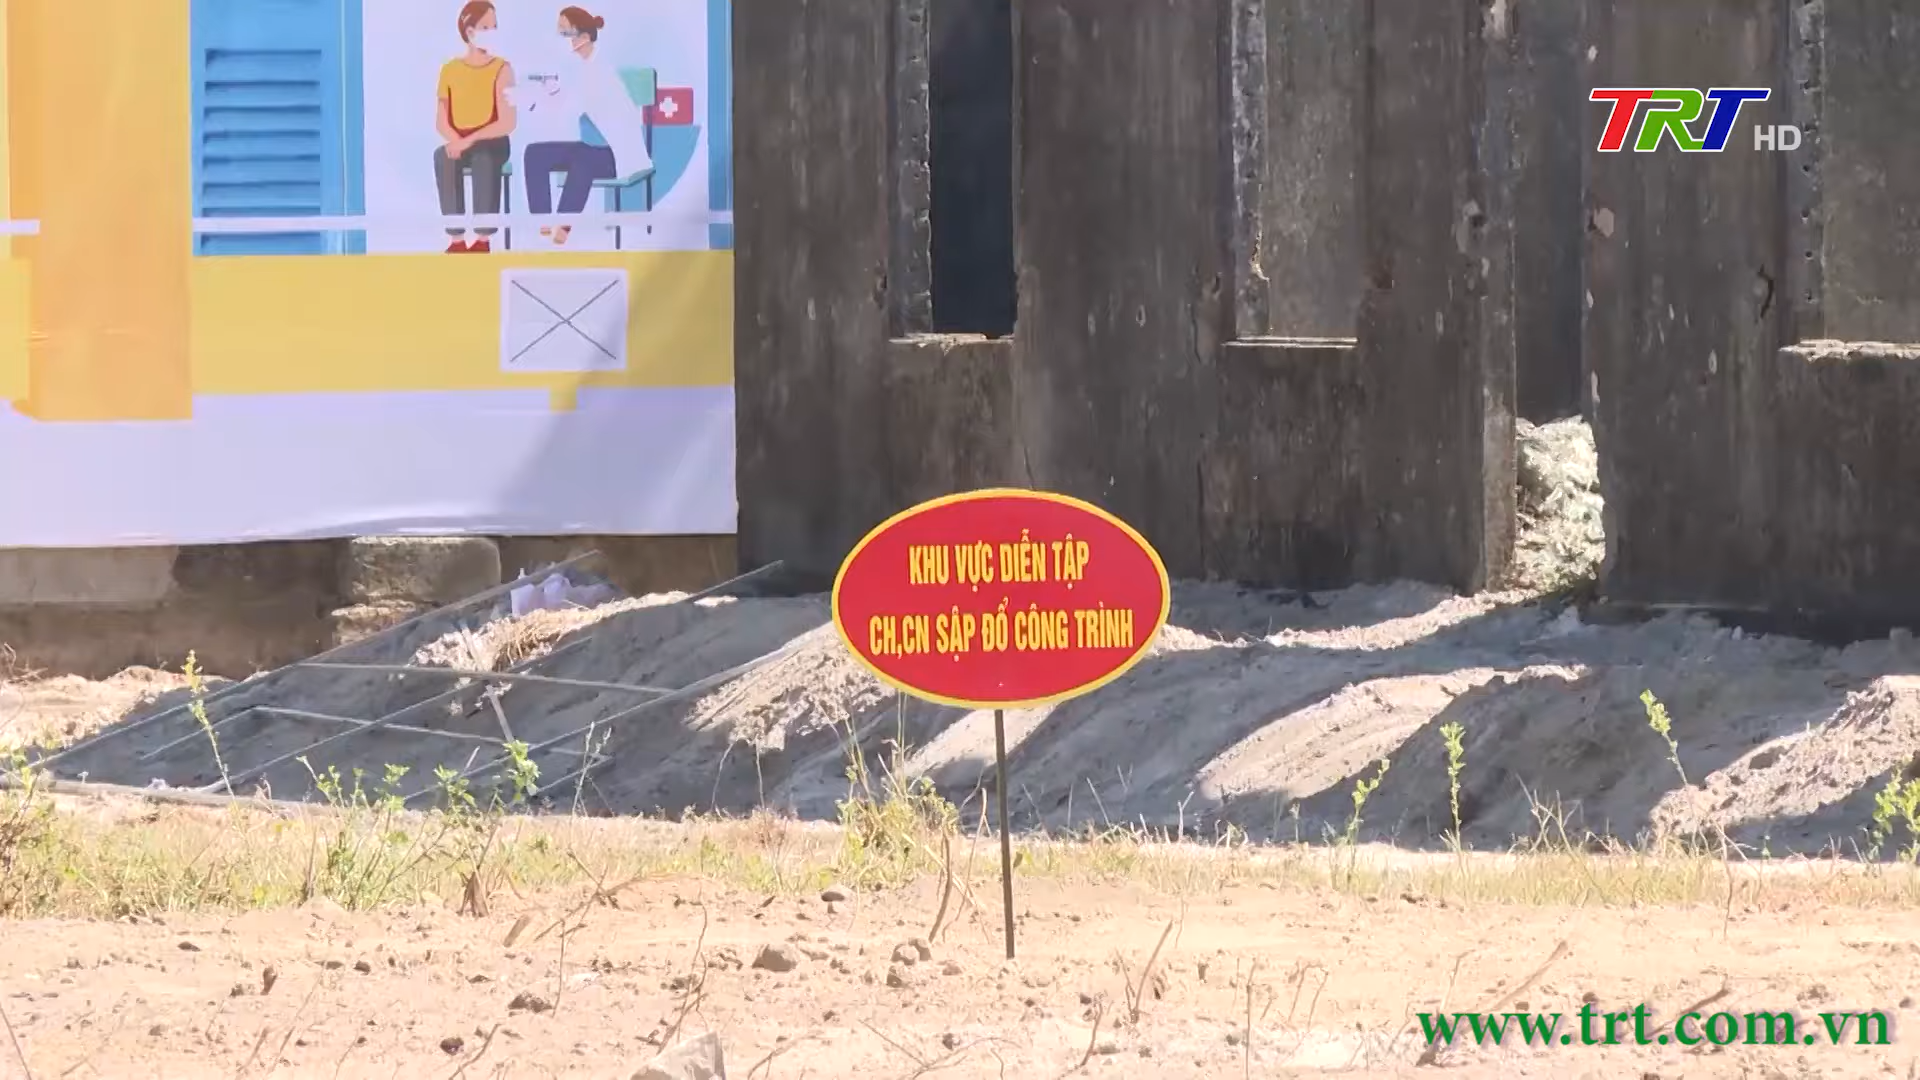 TRT HD
KHU VỰC DIỄN TẬP
CH,CN SẬP ĐỔ CÔNG TRÌNH
www.trt.com.vn